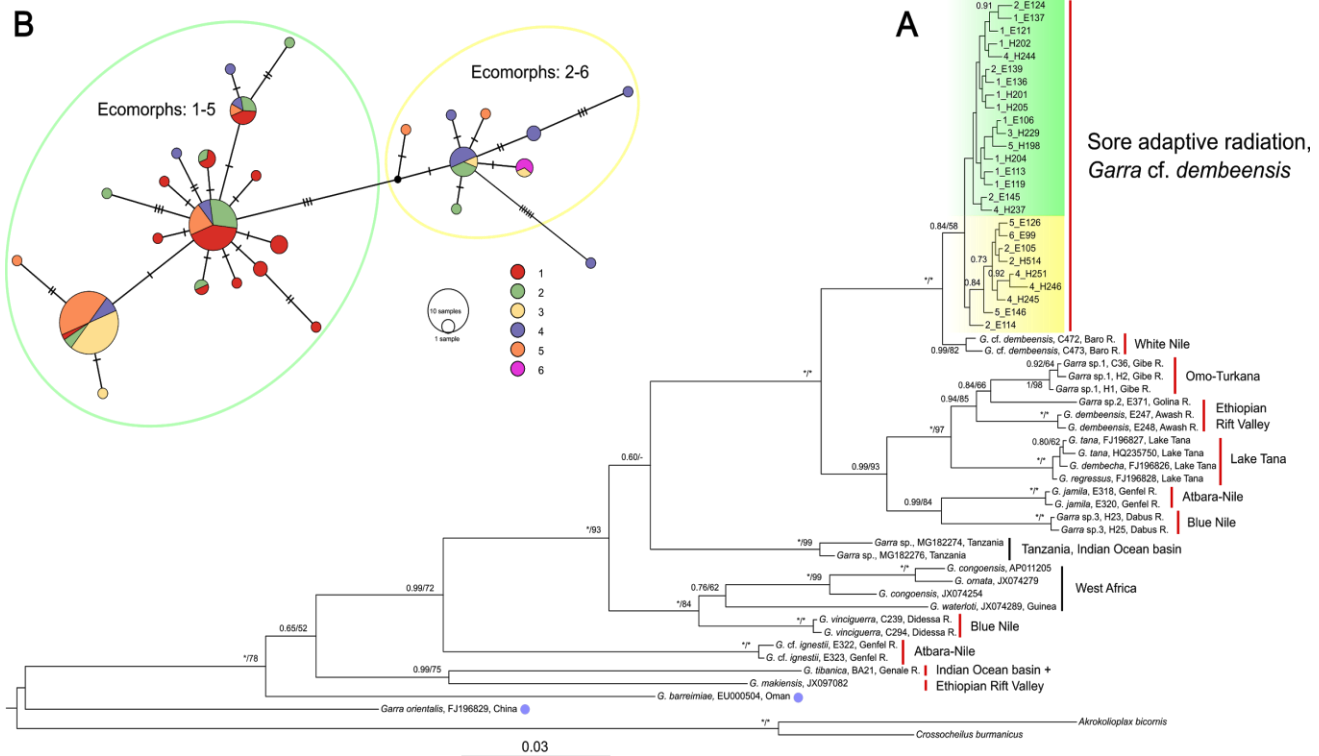 B
Ecomorphs: 1-5
Ecomorphs: 2-6
10 samples
1 sample
1
2
3
4
5
6
A
0.91
2_E124
1_E137
1_E121
1_H202
4_H244
2_E139
1_E136
1_H201
1_H205
1_E106
3_H229
5_H198
1_H204
1_E113
1_E119
2_E145
4_H237
5_E126
6_E99
2_E105
2_H514
4_H251
4_H246
4_H245
5_E146
2_E114
0.84/58
0.73
0.92
0.84
*/*
Sore adaptive radiation,
Garra cf. dembeensis
G. cf. dembeensis, C472, Baro R.
G. cf. dembeensis, C473, Baro R.
0.99/82
White Nile
0.92/64
Garra sp.1, C36, Gibe R.
Garra sp.1, H2, Gibe R.
Garra sp.1, H1, Gibe R.
1/98
Omo-Turkana
0.84/66
0.94/85
Garra sp.2, E371, Golina R.
*/*
G. dembeensis, E247, Awash R.
G. dembeensis, E248, Awash R.
Ethiopian
Rift Valley
*/97
0.80/62
G. tana, FJ196827, Lake Tana
G. tana, HQ235750, Lake Tana
*/*
G. dembecha, FJ196826, Lake Tana
G. regressus, FJ196828, Lake Tana
Lake Tana
*/*
0.99/93
0.99/84
*/*
G. jamila, E318, Genfel R.
G. jamila, E320, Genfel R.
Atbara-Nile
*/*
Garra sp.3, H23, Dabus R.
Garra sp.3, H25, Dabus R.
Blue Nile
0.60/-
*/99
Garra sp., MG182274, Tanzania
Garra sp., MG182276, Tanzania
Tanzania, Indian Ocean basin
*/93
*/84
0.76/62
*/99
*/*
G. congoensis, AP011205
G. ornata, JX074279
G. congoensis, JX074254
G. waterloti, JX074289, Guinea
West Africa
*/*
G. vinciguerra, C239, Didessa R.
G. vinciguerra, C294, Didessa R.
Blue Nile
0.99/72
*/*
G. cf. ignestii, E322, Genfel R.
G. cf. ignestii, E323, Genfel R.
Atbara-Nile
0.65/52
0.99/75
G. tibanica, BA21, Genale R.
G. makiensis, JX097082
Indian Ocean basin +
Ethiopian Rift Valley
*/78
G. barreimiae, EU000504, Oman
Garra orientalis, FJ196829, China
*/*
Akrokolioplax bicornis
Crossocheilus burmanicus
0.03